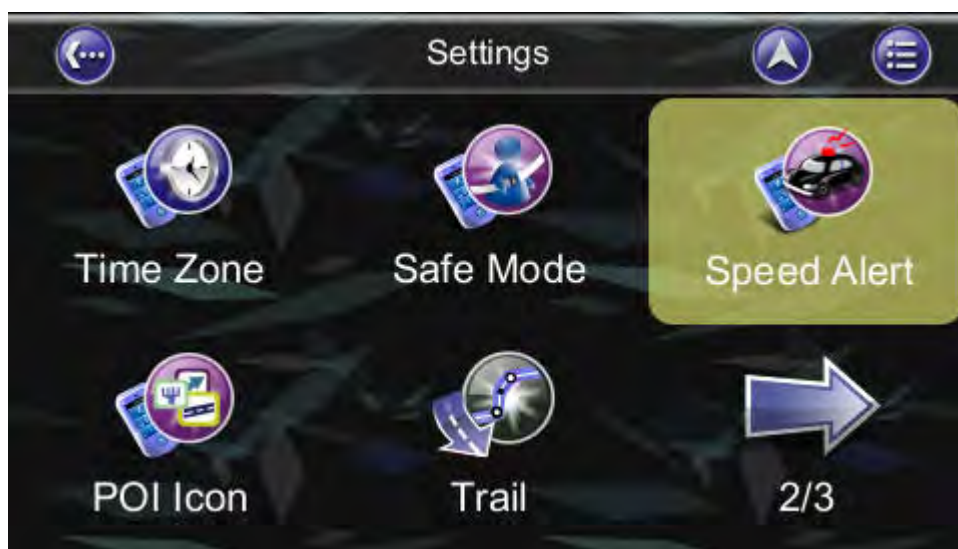 Settings
Time Zone
Safe Mode
Speed Alert
POI Icon
Trail
2/3